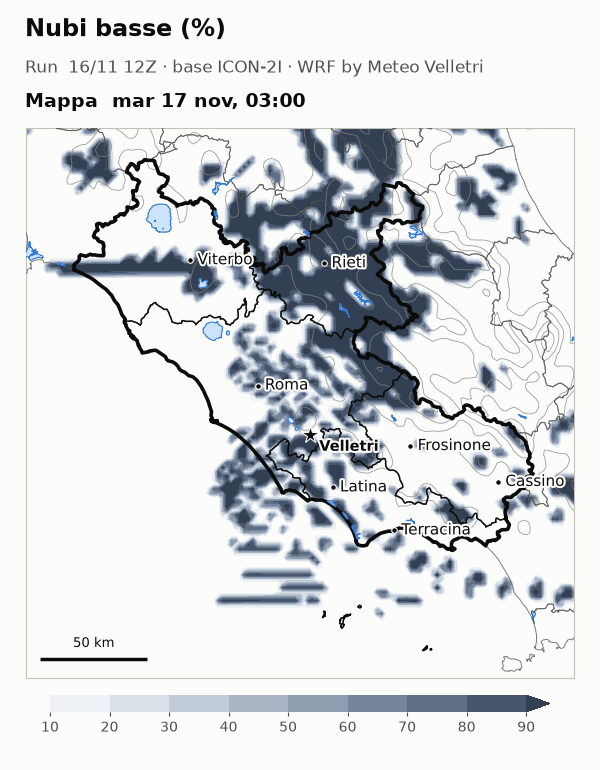 Nubi basse (%)
Run  16/11 12Z · base ICON-2I · WRF by Meteo Velletri
Mappa  mar 17 nov, 03:00
Viterbo
Rieti
Roma
Velletri
Frosinone
Cassino
Latina
Terracina
50 km
10 20 30 40 50 60 70 80 90